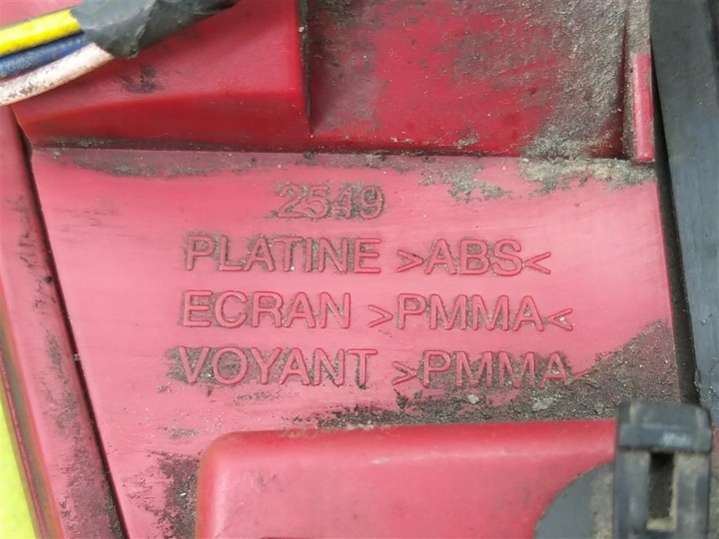 2549
PLATINE >ABS<
ECRAN >PMMA<
VOYANT >PMMA<